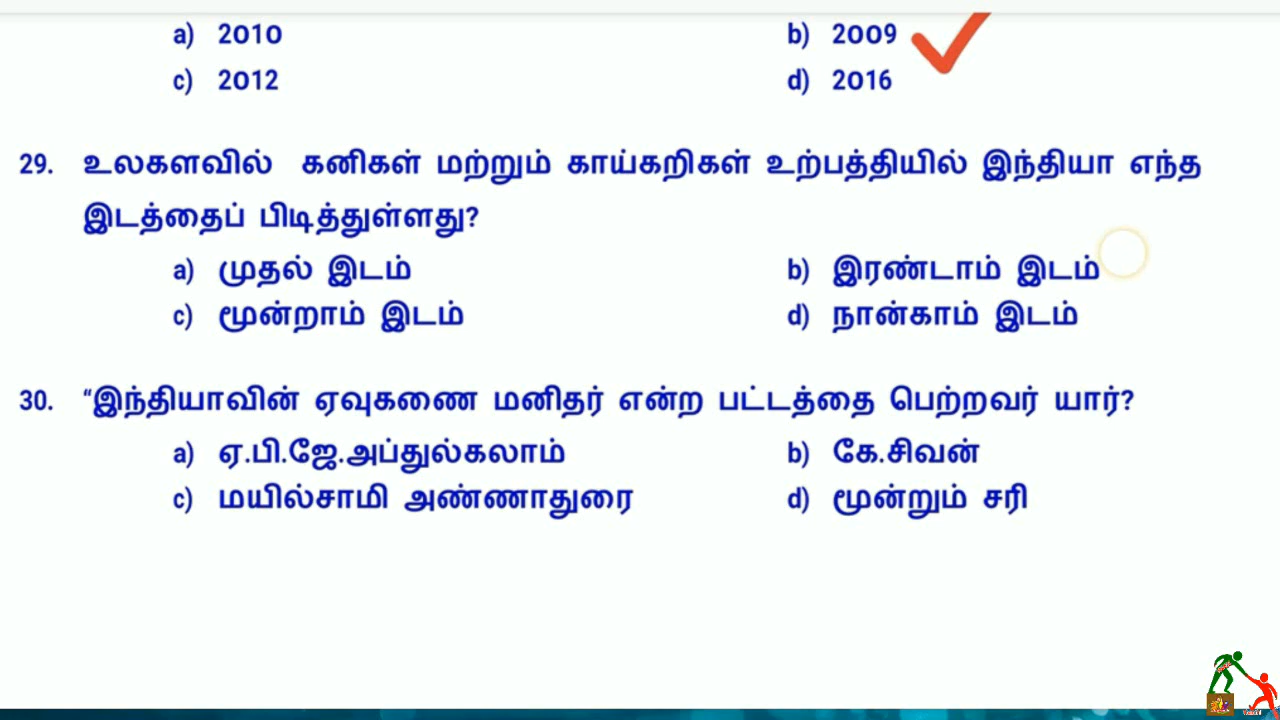 a) 2010 b) 2009
c) 2012 d) 2016
29. உலகளவில் கனிகள் மற்றும் காய்கறிகள் உற்பத்தியில் இந்தியா எந்த
இடத்தைப் பிடித்துள்ளது?
a) முதல் இடம் b) இரண்டாம் இடம்
c) மூன்றாம் இடம் d) நான்காம் இடம்
30. “இந்தியாவின் ஏவுகணை மனிதர் என்ற பட்டத்தை பெற்றவர் யார்?
a) ஏ.பி.ஜே.அப்துல்கலாம் b) கே.சிவன்
c) மயில்சாமி அண்ணாதுரை d) மூன்றும் சரி